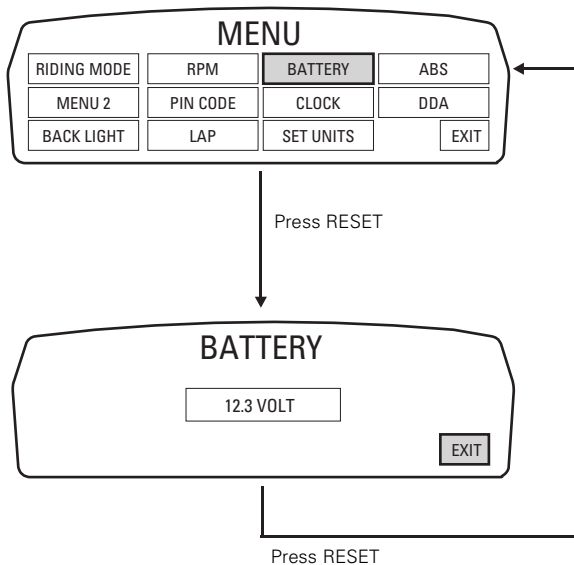 MENU
RIDING MODE RPM BATTERY ABS
MENU 2 PIN CODE CLOCK DDA
BACK LIGHT LAP SET UNITS EXIT
Press RESET
BATTERY
12.3 VOLT
EXIT
Press RESET